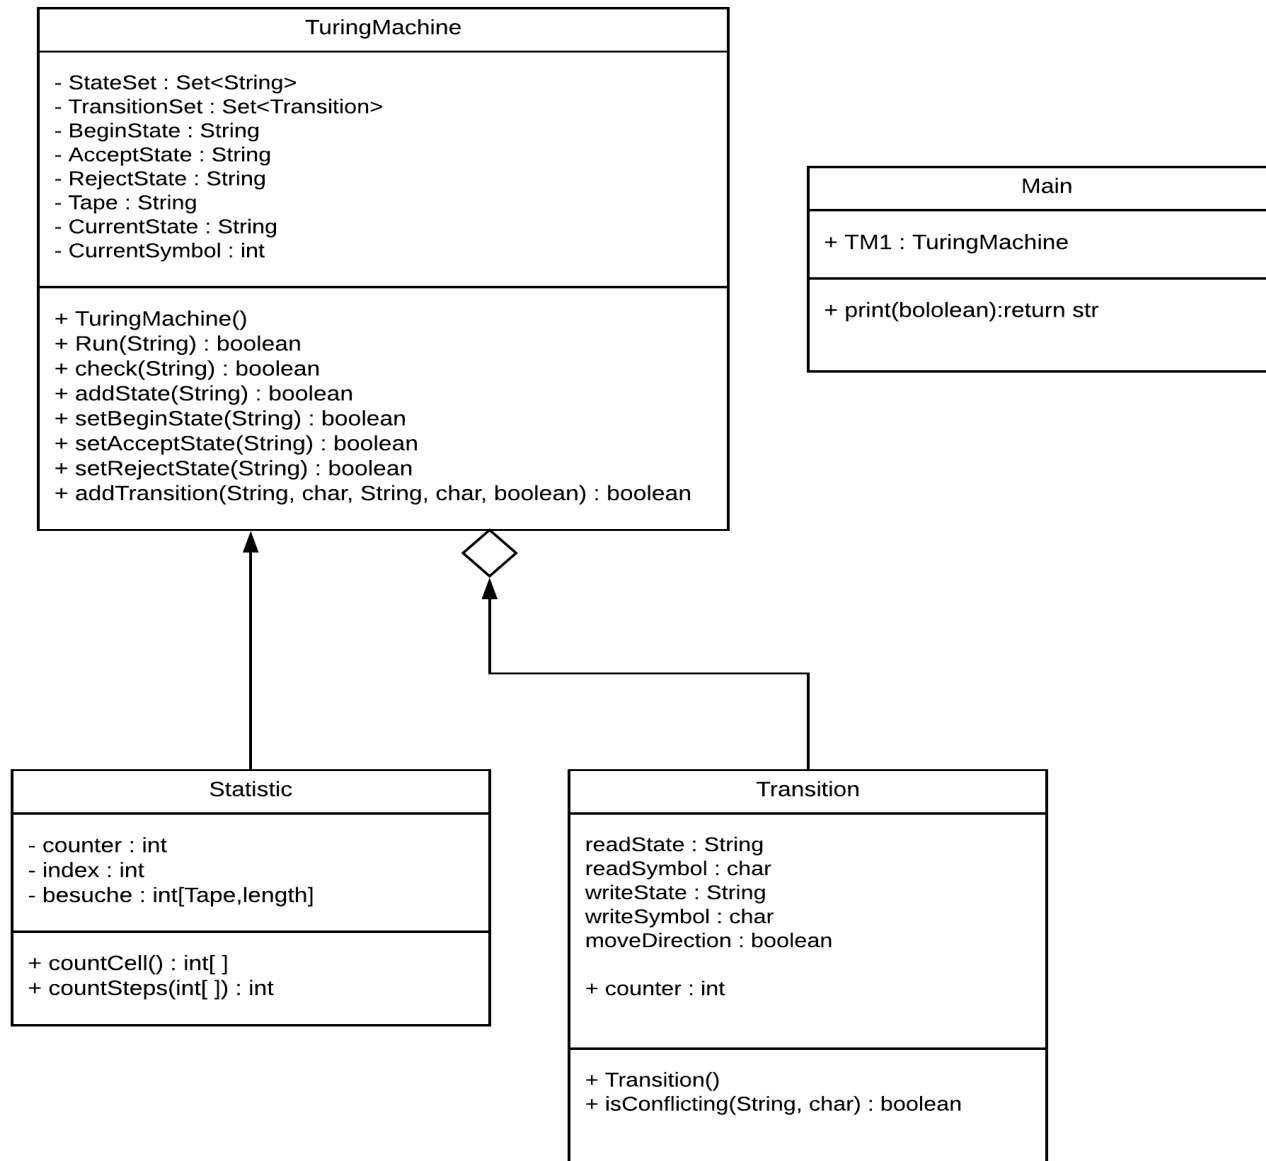 TuringMachine
- StateSet : Set<String>
- TransitionSet : Set<Transition>
- BeginState : String
- AcceptState : String
- RejectState : String
- Tape : String
- CurrentState : String
- CurrentSymbol : int
+ TuringMachine()
+ Run(String) : boolean
+ check(String) : boolean
+ addState(String) : boolean
+ setBeginState(String) : boolean
+ setAcceptState(String) : boolean
+ setRejectState(String) : boolean
+ addTransition(String, char, String, char, boolean) : boolean
Main
+ TM1 : TuringMachine
+ print(bololean):return str
Statistic
- counter : int
- index : int
- besuche : int[Tape,length]
+ countCell() : int[ ]
+ countSteps(int[ ]) : int
Transition
readState : String
readSymbol : char
writeState : String
writeSymbol : char
moveDirection : boolean
+ counter : int
+ Transition()
+ isConflicting(String, char) : boolean